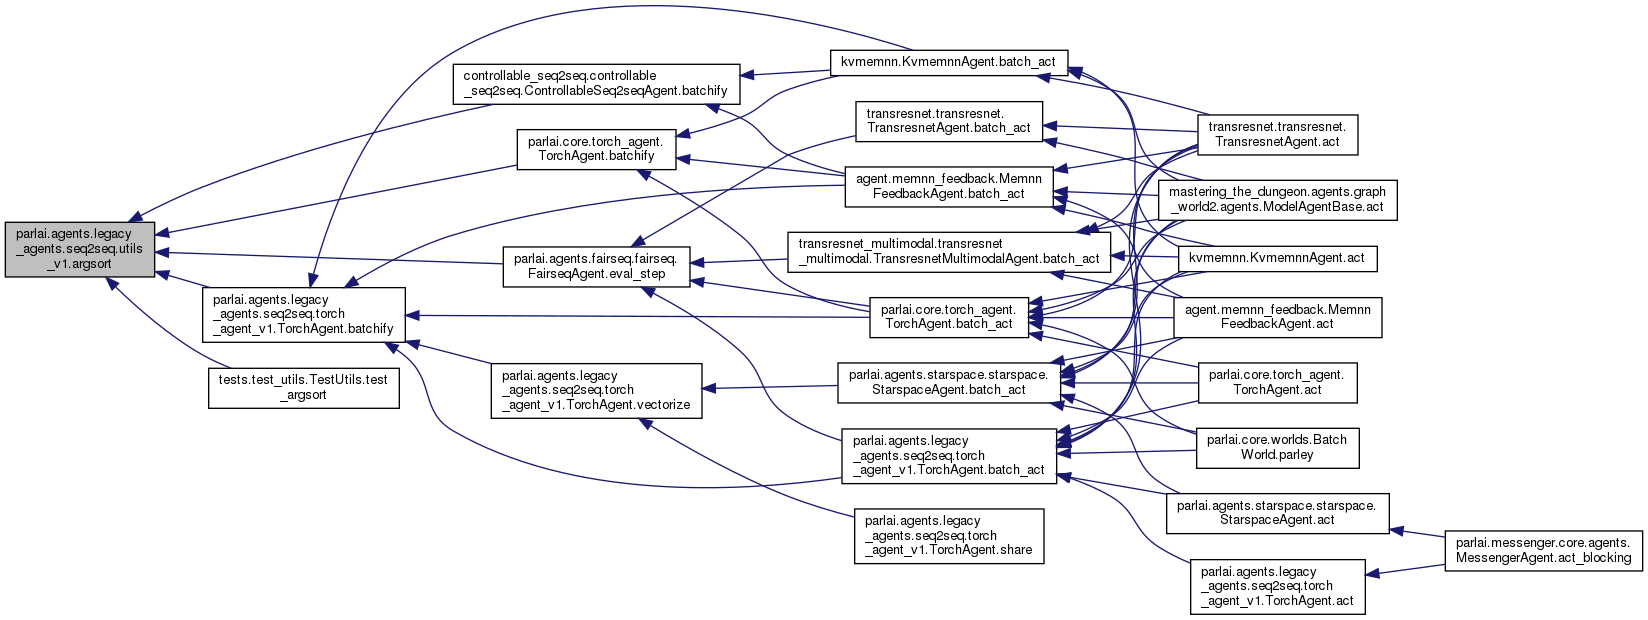 parlai.agents.legacy
_agents.seq2seq.utils
_v1.argsort
controllable_seq2seq.controllable
_seq2seq.ControllableSeq2seqAgent.batchify
parlai.core.torch_agent.
TorchAgent.batchify
parlai.agents.fairseq.fairseq.
FairseqAgent.eval_step
parlai.agents.legacy
_agents.seq2seq.torch
_agent_v1.TorchAgent.batchify
tests.test_utils.TestUtils.test
_argsort
parlai.agents.legacy
_agents.seq2seq.torch
_agent_v1.TorchAgent.vectorize
kvmemnn.KvmemnnAgent.batch_act
transresnet.transresnet.
TransresnetAgent.batch_act
agent.memnn_feedback.Memnn
FeedbackAgent.batch_act
transresnet_multimodal.transresnet
_multimodal.TransresnetMultimodalAgent.batch_act
parlai.core.torch_agent.
TorchAgent.batch_act
parlai.agents.starspace.starspace.
StarspaceAgent.batch_act
parlai.agents.legacy
_agents.seq2seq.torch
_agent_v1.TorchAgent.batch_act
parlai.agents.legacy
_agents.seq2seq.torch
_agent_v1.TorchAgent.share
transresnet.transresnet.
TransresnetAgent.act
mastering_the_dungeon.agents.graph
_world2.agents.ModelAgentBase.act
kvmemnn.KvmemnnAgent.act
agent.memnn_feedback.Memnn
FeedbackAgent.act
parlai.core.torch_agent.
TorchAgent.act
parlai.core.worlds.Batch
World.parley
parlai.agents.starspace.starspace.
StarspaceAgent.act
parlai.agents.legacy
_agents.seq2seq.torch
_agent_v1.TorchAgent.act
parlai.messenger.core.agents.
MessengerAgent.act_blocking